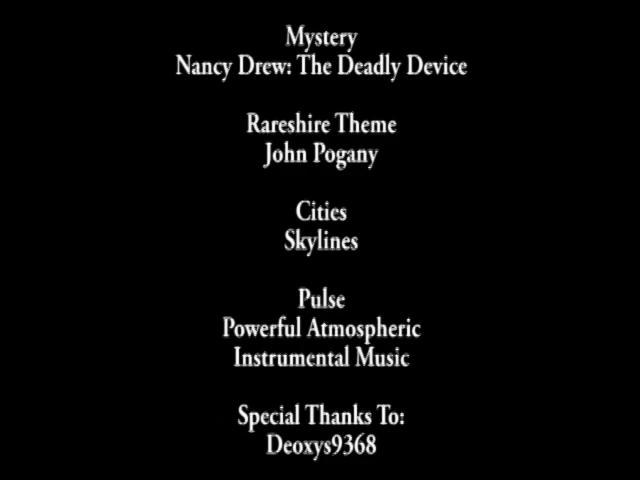 Mystery
Nancy Drew: The Deadly Device
Rareshire Theme
John Pogany
Cities
Skylines
Pulse
Powerful Atmospheric
Instrumental Music
Special Thanks To:
Deoxys9368